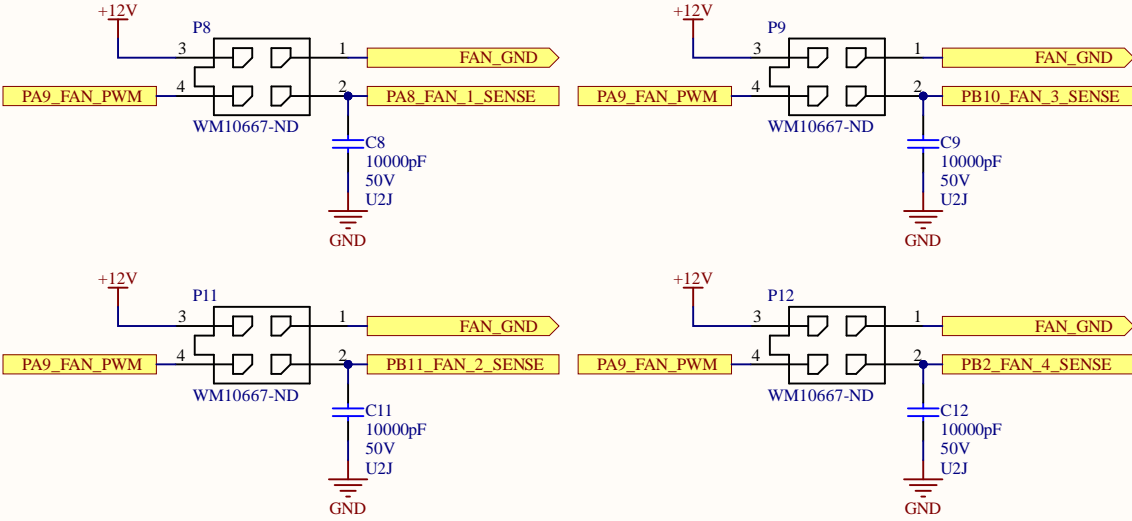 +12V
P8
3
1
FAN_GND
PA9_FAN_PWM
4
2
PA8_FAN_1_SENSE
WM10667-ND
C8
10000pF
50V
U2J
GND
+12V
P9
3
1
FAN_GND
PA9_FAN_PWM
4
2
PB10_FAN_3_SENSE
WM10667-ND
C9
10000pF
50V
U2J
GND
+12V
P11
3
1
FAN_GND
PA9_FAN_PWM
4
2
PB11_FAN_2_SENSE
WM10667-ND
C11
10000pF
50V
U2J
GND
+12V
P12
3
1
FAN_GND
PA9_FAN_PWM
4
2
PB2_FAN_4_SENSE
WM10667-ND
C12
10000pF
50V
U2J
GND